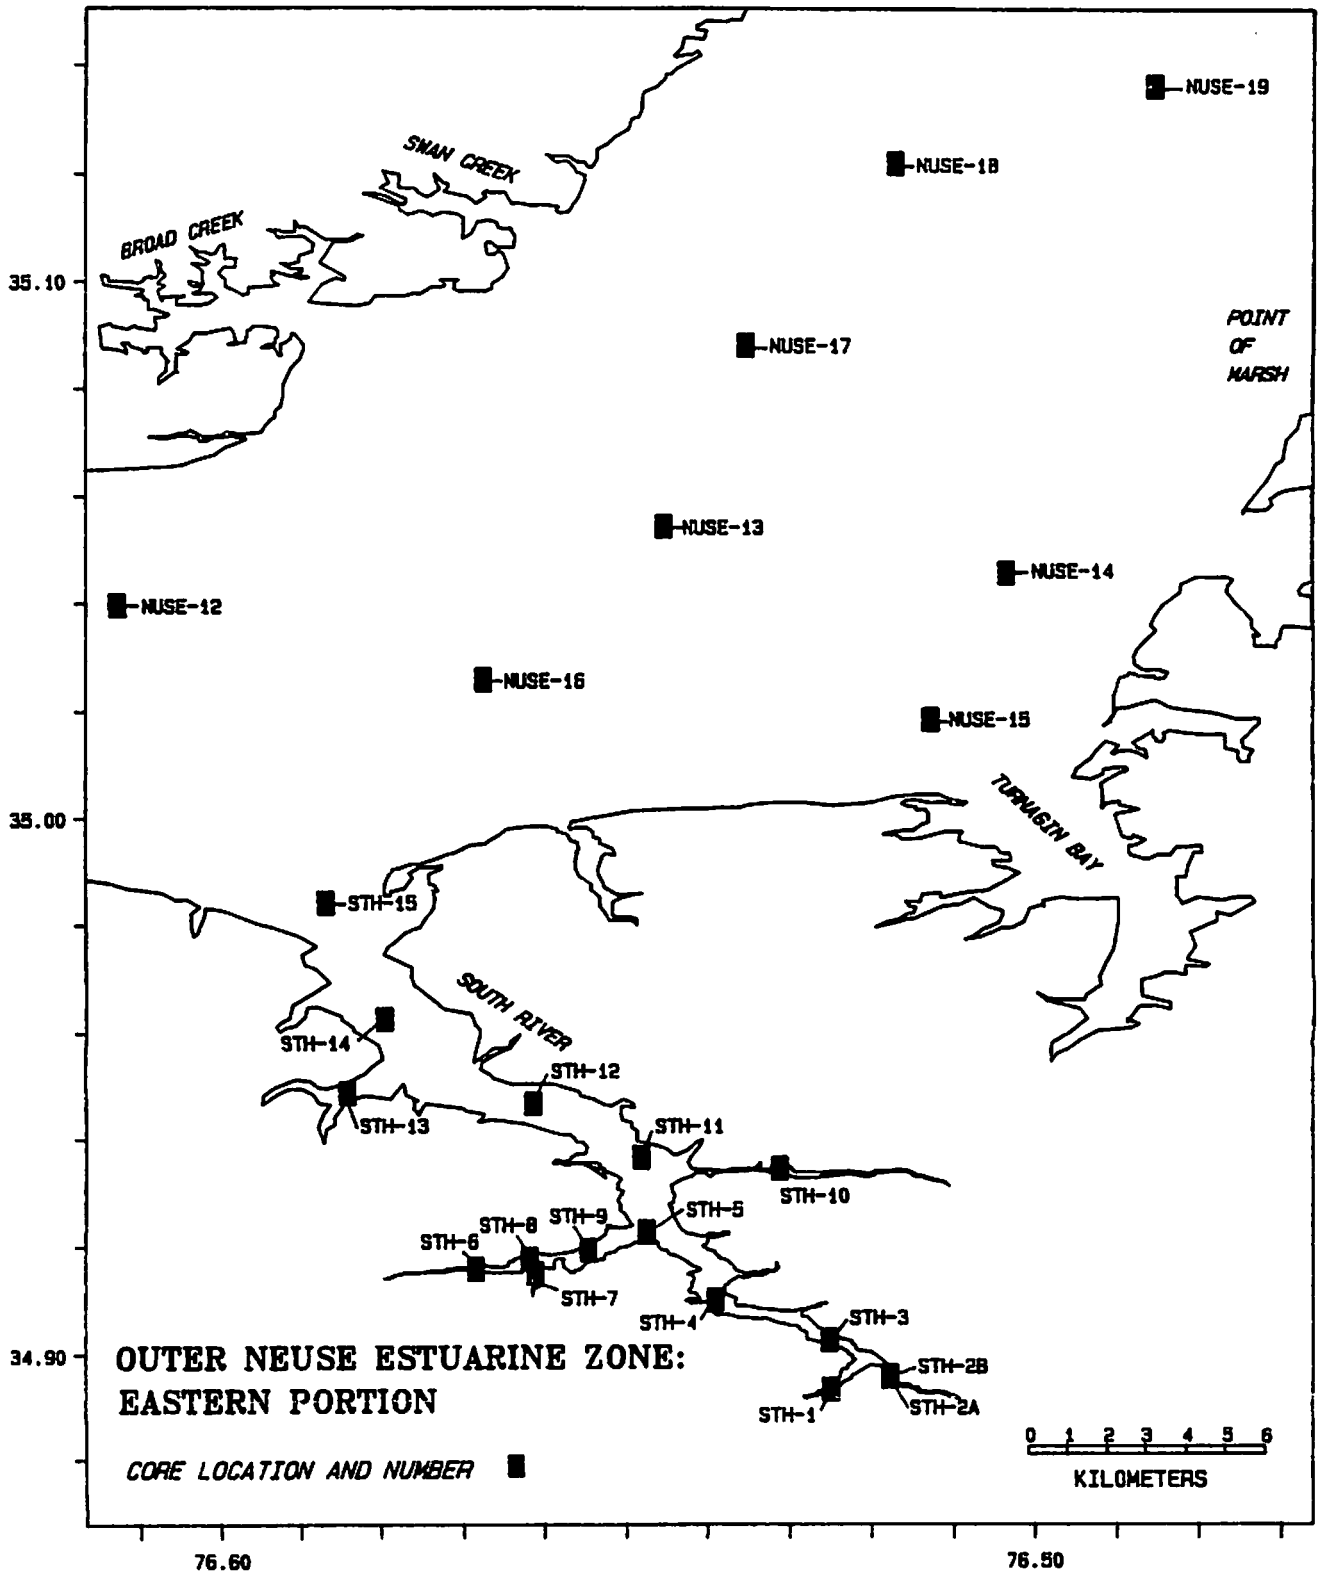 NUSE-19
NUSE-18
SWAN CREEK
BROAD CREEK
35.10
POINT
OF
MARSH
NUSE-17
NUSE-13
NUSE-14
NUSE-12
NUSE-16
NUSE-15
TURNAGIN BAY
35.00
STH-15
SOUTH RIVER
STH-14
STH-12
STH-13
STH-11
STH-10
STH-5
STH-9
STH-8
STH-6
STH-7
STH-4
STH-3
34.90
OUTER NEUSE ESTUARINE ZONE:
EASTERN PORTION
STH-2B
STH-2A
STH-1
CORE LOCATION AND NUMBER
0 1 2 3 4 5 6
KILOMETERS
76.60
76.50